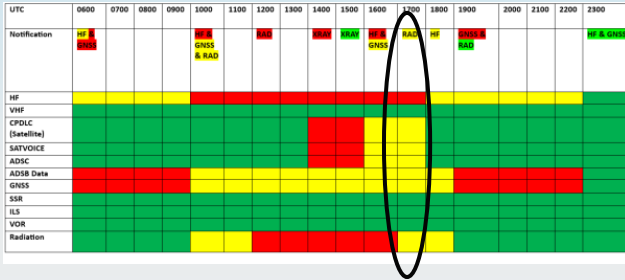 UTC 0600 0700 0800 0900 1000 1100 1200 1300 1400 1500 1600 1700 1800 1900 2000 2100 2200 2300
Notification HF & HF & RAD XRAY XRAY HF & RAD HF GNSS & HF & GNSS
GNSS GNSS GNSS RAD
& RAD
HF
VHF
CPDLC
(Satellite)
SATVOICE
ADSC
ADSB Data
GNSS
SSR
ILS
VOR
Radiation